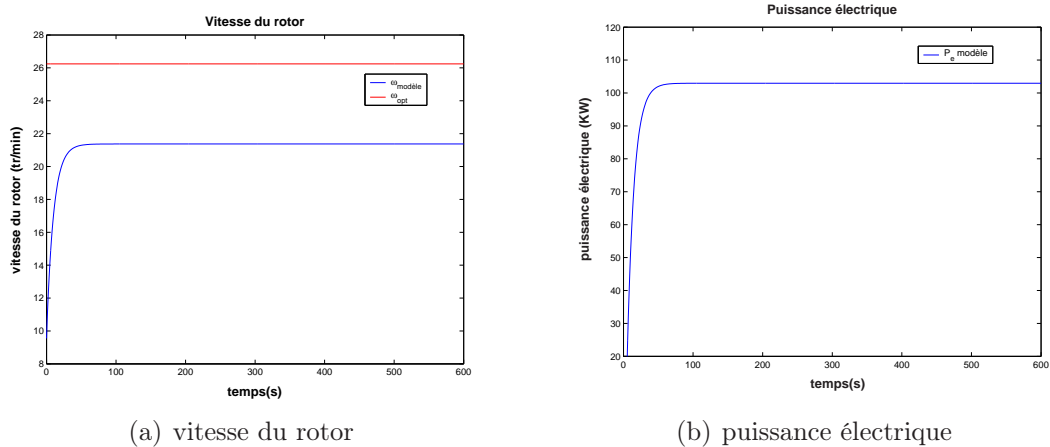 Vitesse du rotor
28
26
24
22
20
18
16
14
12
10
8
vitesse du rotor (tr/min)
ω modèle
ω opt
0 100 200 300 400 500 600
temps(s)
(a) vitesse du rotor
Puissance électrique
120
110
100
90
80
70
60
50
40
30
20
puissance électrique (KW)
P_e modèle
0 100 200 300 400 500 600
temps(s)
(b) puissance électrique